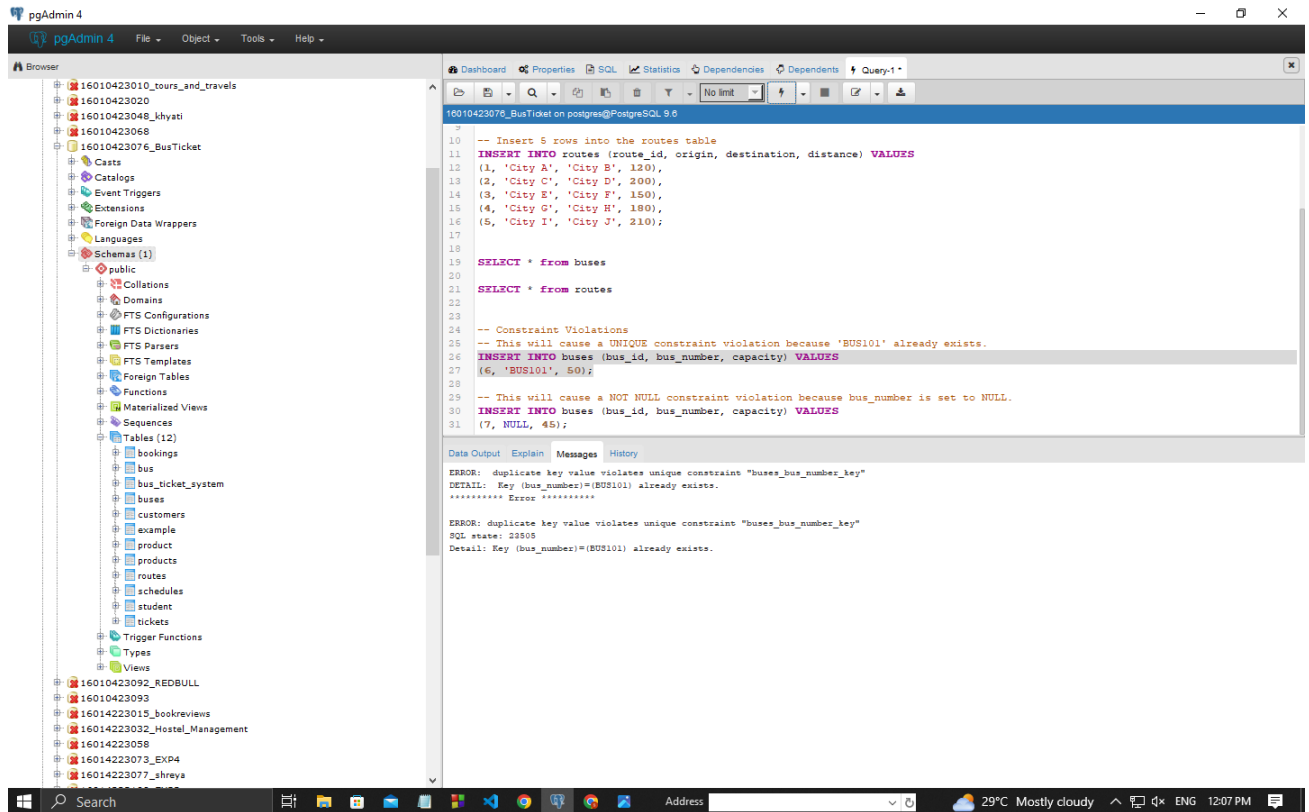 pgAdmin 4
pgAdmin 4 File Object Tools Help
Browser
16010423010_tours_and_travels
16010423020
16010423048_khyati
16010423068
16010423076_BusTicket
Casts
Catalogs
Event Triggers
Extensions
Foreign Data Wrappers
Languages
Schemas (1)
public
Collations
Domains
FTS Configurations
FTS Dictionaries
FTS Parsers
FTS Templates
Foreign Tables
Functions
Materialized Views
Sequences
Tables (12)
bookings
bus
bus_ticket_system
buses
customers
example
product
products
routes
schedules
student
tickets
Trigger Functions
Types
Views
16010423092_REDBULL
16010423093
16014223015_bookreviews
16014223032_Hostel_Management
16014223058
16014223073_EXP4
16014223077_shreya
Dashboard Properties SQL Statistics Dependencies Dependents Query-1 *
No limit
16010423076_BusTicket on postgres@PostgreSQL 9.6
9
10 -- Insert 5 rows into the routes table
11 INSERT INTO routes (route_id, origin, destination, distance) VALUES
12 (1, 'City A', 'City B', 120),
13 (2, 'City C', 'City D', 200),
14 (3, 'City E', 'City F', 150),
15 (4, 'City G', 'City H', 180),
16 (5, 'City I', 'City J', 210);
17
18
19 SELECT * from buses
20
21 SELECT * from routes
22
23
24 -- Constraint Violations
25 -- This will cause a UNIQUE constraint violation because 'BUS101' already exists.
26 INSERT INTO buses (bus_id, bus_number, capacity) VALUES
27 (6, 'BUS101', 50);
28
29 -- This will cause a NOT NULL constraint violation because bus_number is set to NULL.
30 INSERT INTO buses (bus_id, bus_number, capacity) VALUES
31 (7, NULL, 45);
Data Output Explain Messages History
ERROR:  duplicate key value violates unique constraint "buses_bus_number_key"
DETAIL:  Key (bus_number)=(BUS101) already exists.
********** Error **********
ERROR: duplicate key value violates unique constraint "buses_bus_number_key"
SQL state: 23505
Detail: Key (bus_number)=(BUS101) already exists.
Search Address 29°C Mostly cloudy ENG 12:07 PM